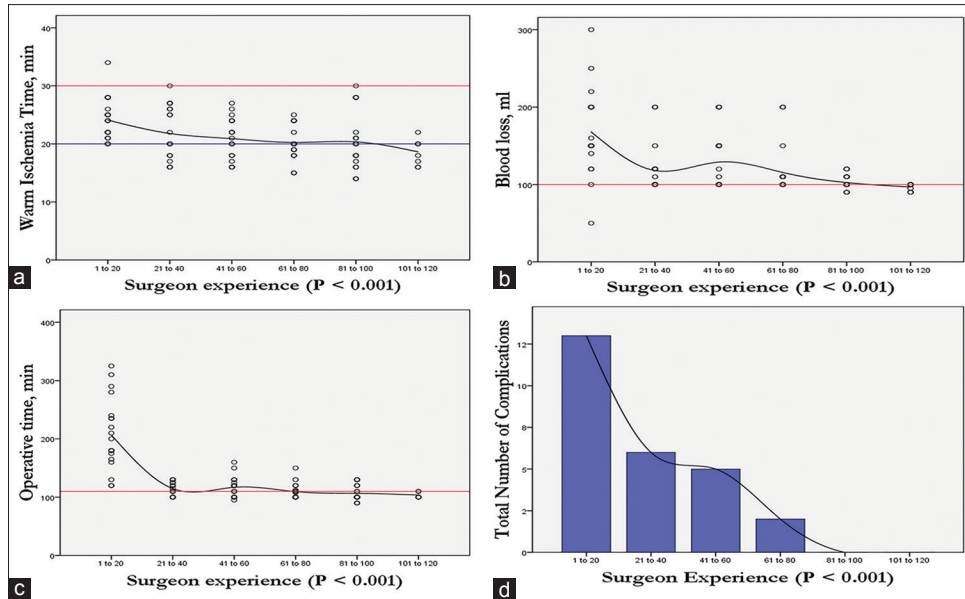 Warm Ischemia Time, min
40
30
20
10
0
1 to 20 21 to 40 41 to 60 61 to 80 81 to 100 101 to 120
Surgeon experience (P < 0.001)
a
Blood loss, ml
300
200
100
0
1 to 20 21 to 40 41 to 60 61 to 80 81 to 100 101 to 120
Surgeon experience (P < 0.001)
b
Operative time, min
400
300
200
100
0
1 to 20 21 to 40 41 to 60 61 to 80 81 to 100 101 to 120
Surgeon experience (P < 0.001)
c
Total Number of Complications
12
10
8
5
2
0
1 to 20 21 to 40 41 to 60 61 to 80 81 to 100 101 to 120
Surgeon Experience (P < 0.001)
d